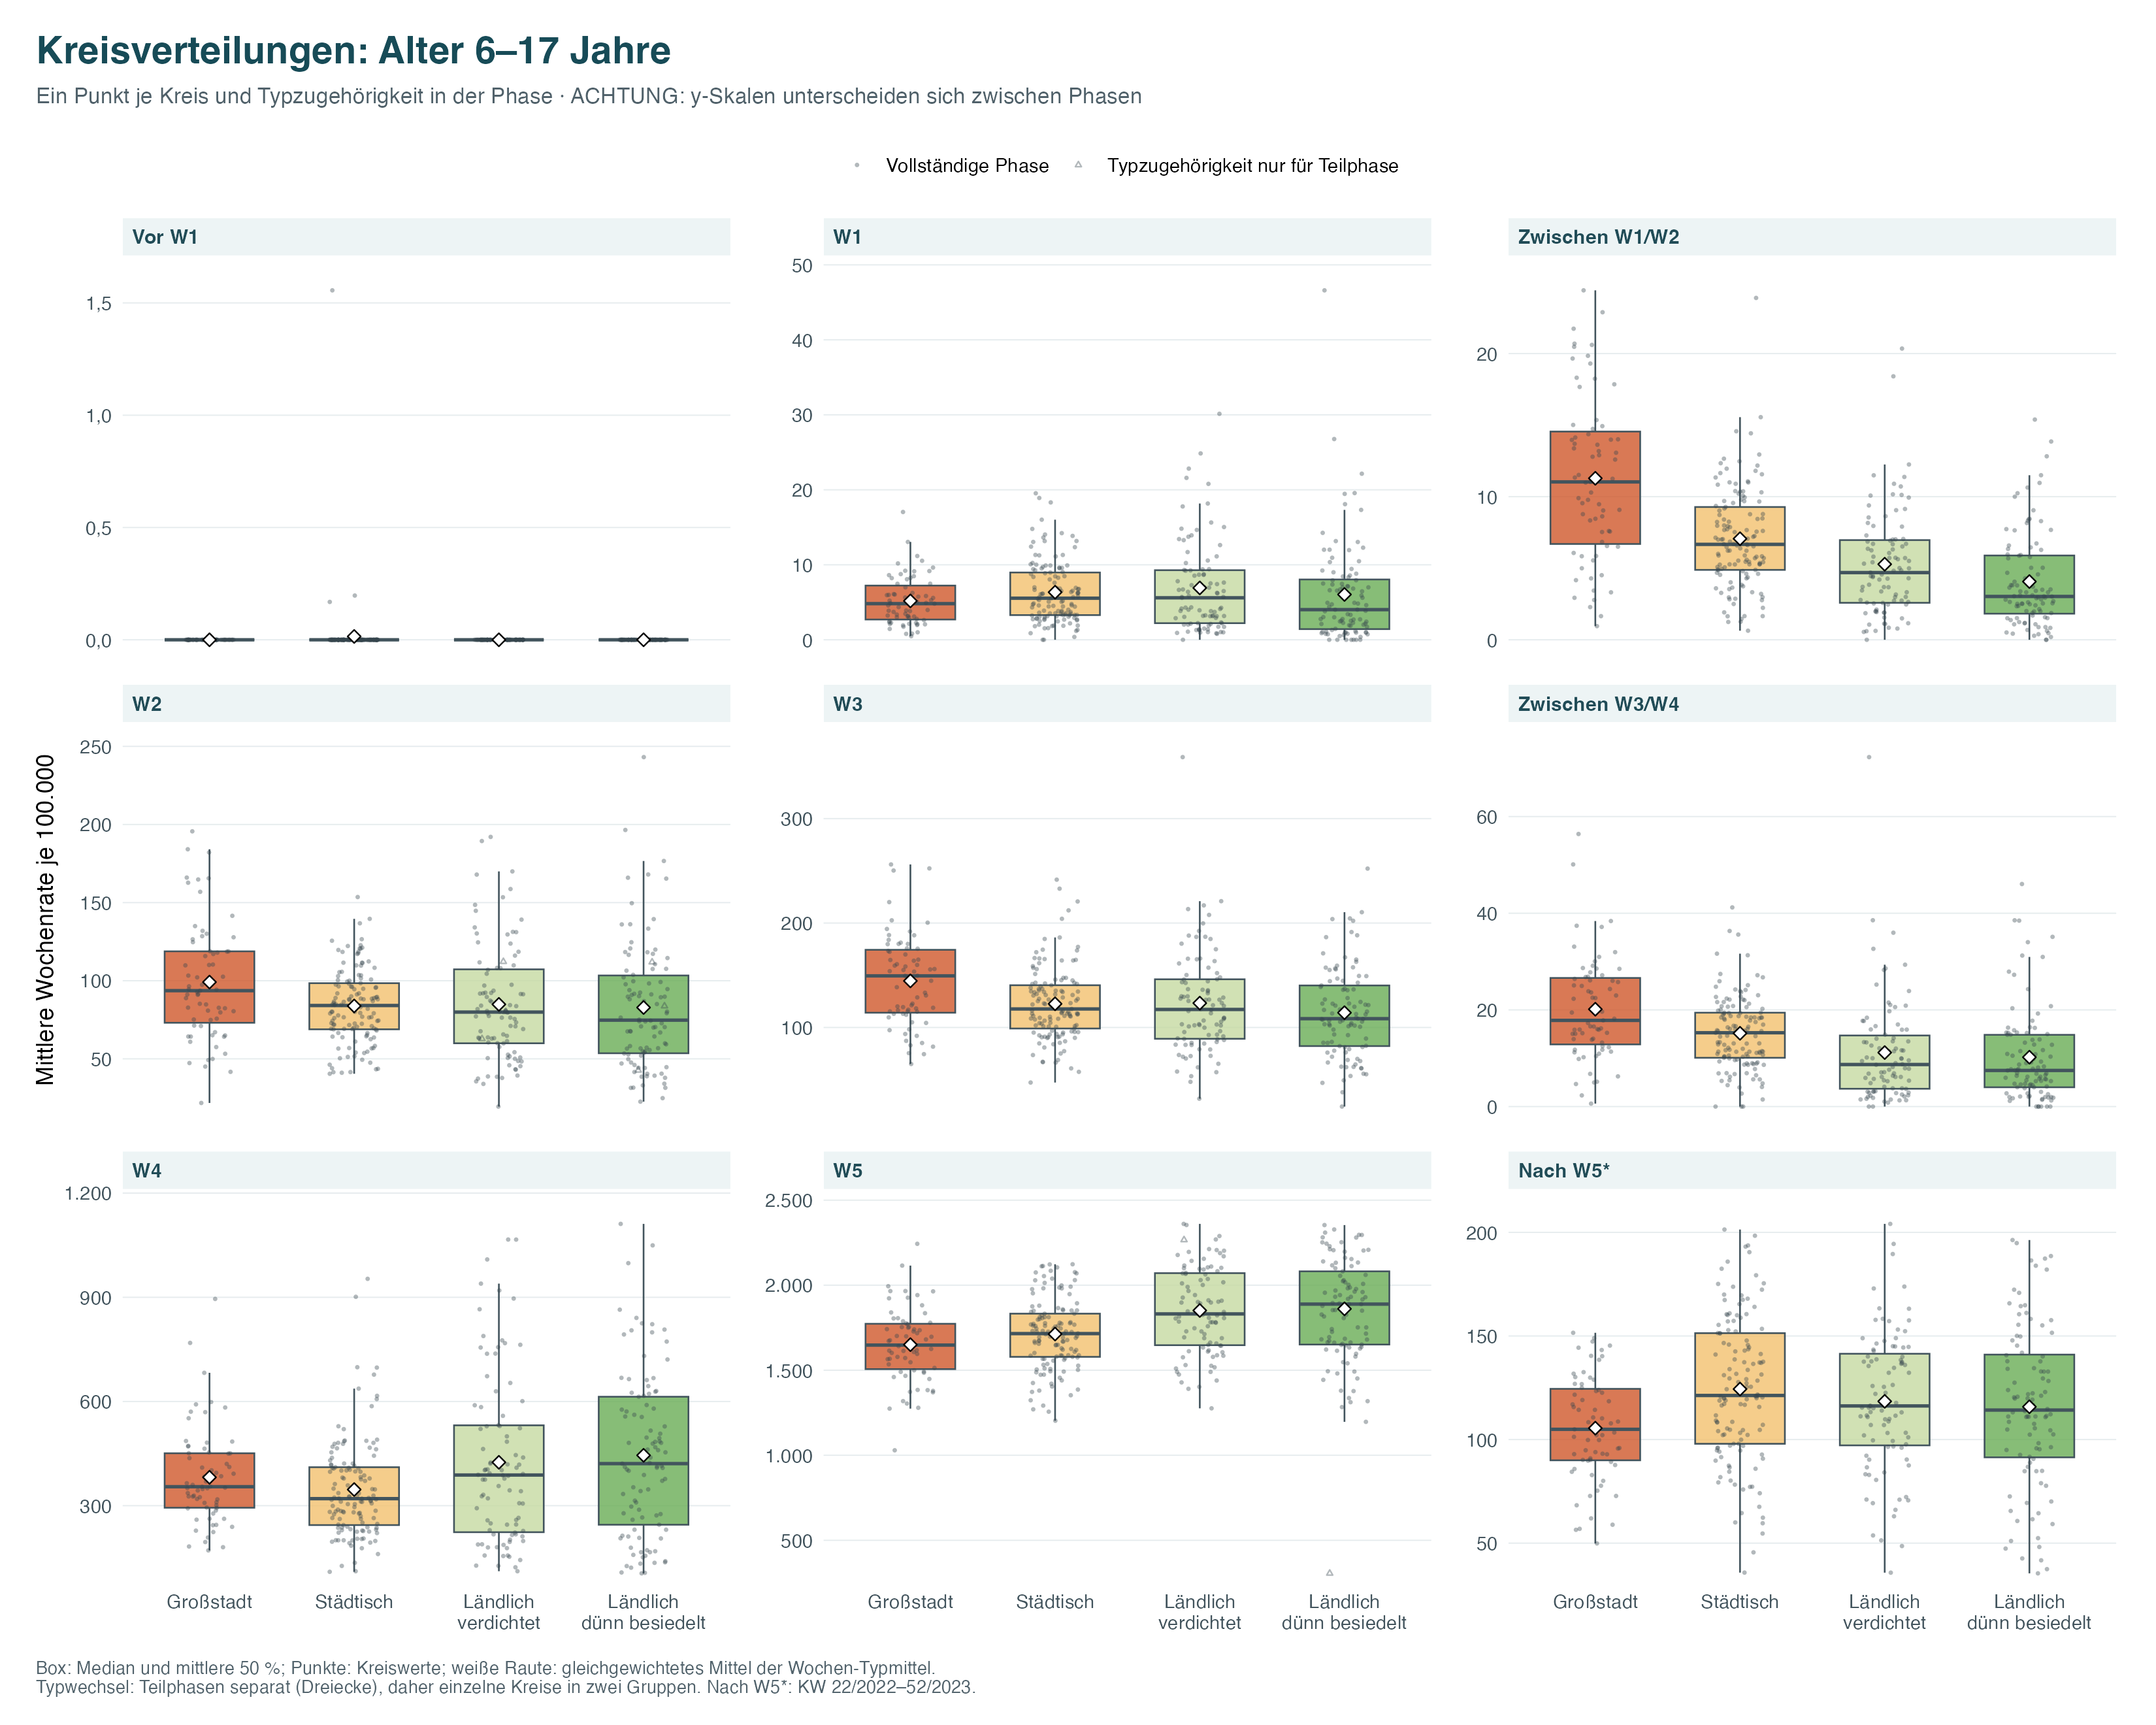 Kreisverteilungen: Alter 6–17 Jahre
Ein Punkt je Kreis und Typzugehörigkeit in der Phase · ACHTUNG: y-Skalen unterscheiden sich zwischen Phasen
Vollständige Phase
Typzugehörigkeit nur für Teilphase
Mittlere Wochenrate je 100.000
Vor W1
1,5
1,0
0,5
0,0
W1
50
40
30
20
10
0
Zwischen W1/W2
20
10
0
W2
250
200
150
100
50
W3
300
200
100
Zwischen W3/W4
60
40
20
0
W4
1.200
900
600
300
Großstadt
Städtisch
Ländlich
verdichtet
Ländlich
dünn besiedelt
W5
2.500
2.000
1.500
1.000
500
Großstadt
Städtisch
Ländlich
verdichtet
Ländlich
dünn besiedelt
Nach W5*
200
150
100
50
Großstadt
Städtisch
Ländlich
verdichtet
Ländlich
dünn besiedelt
Box: Median und mittlere 50 %; Punkte: Kreiswerte; weiße Raute: gleichgewichtetes Mittel der Wochen-Typmittel.
Typwechsel: Teilphasen separat (Dreiecke), daher einzelne Kreise in zwei Gruppen. Nach W5*: KW 22/2022–52/2023.